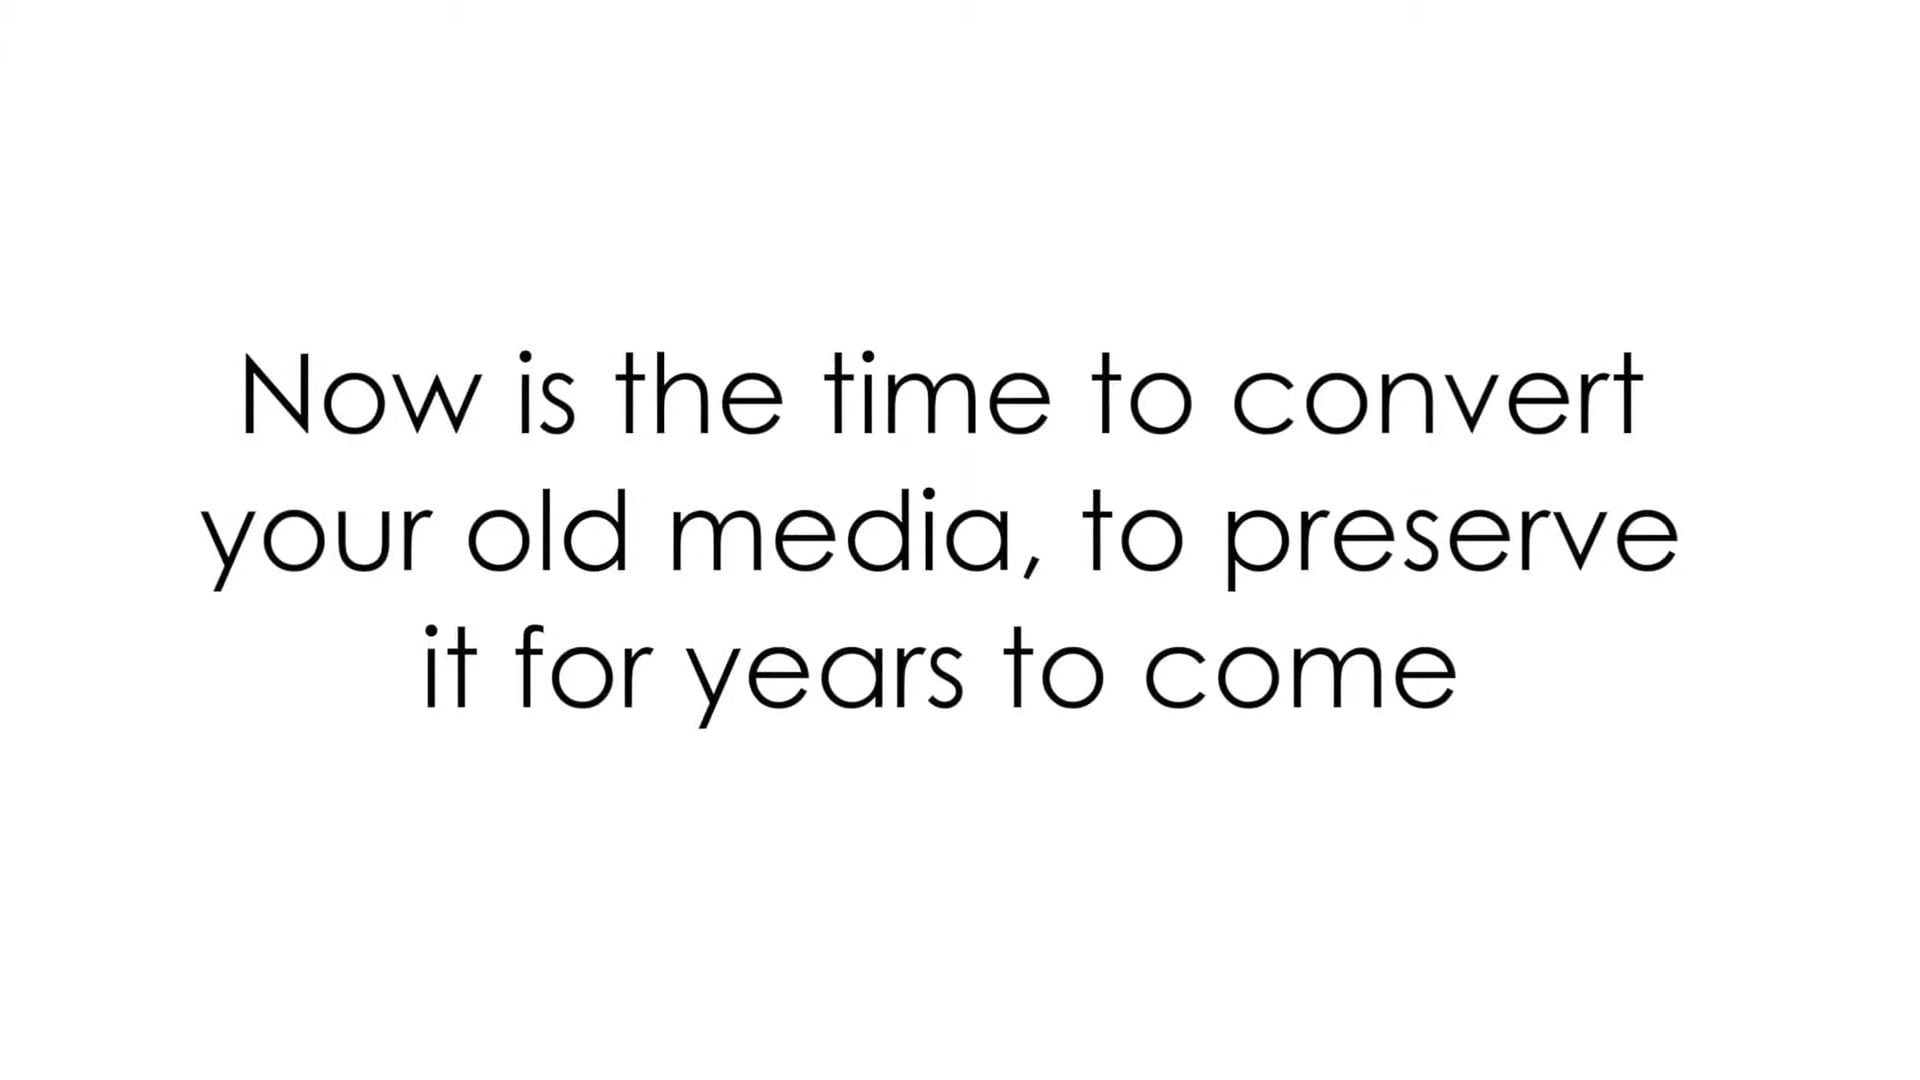 Now is the time to convert
your old media, to preserve
it for years to come